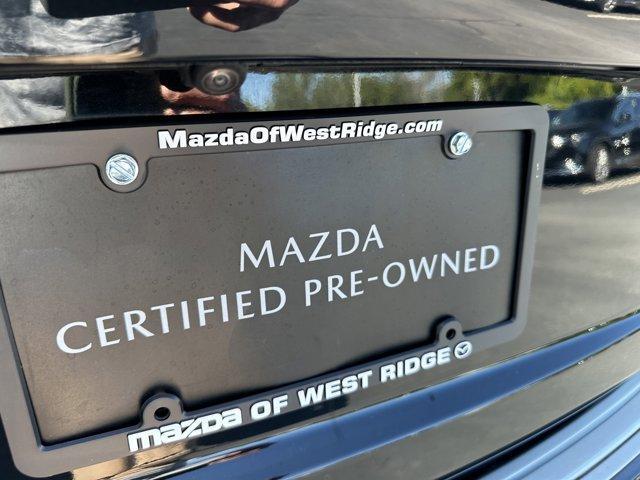 MazdaOfWestRidge.com
MAZDA
CERTIFIED PRE-OWNED
mazda OF WEST RIDGE